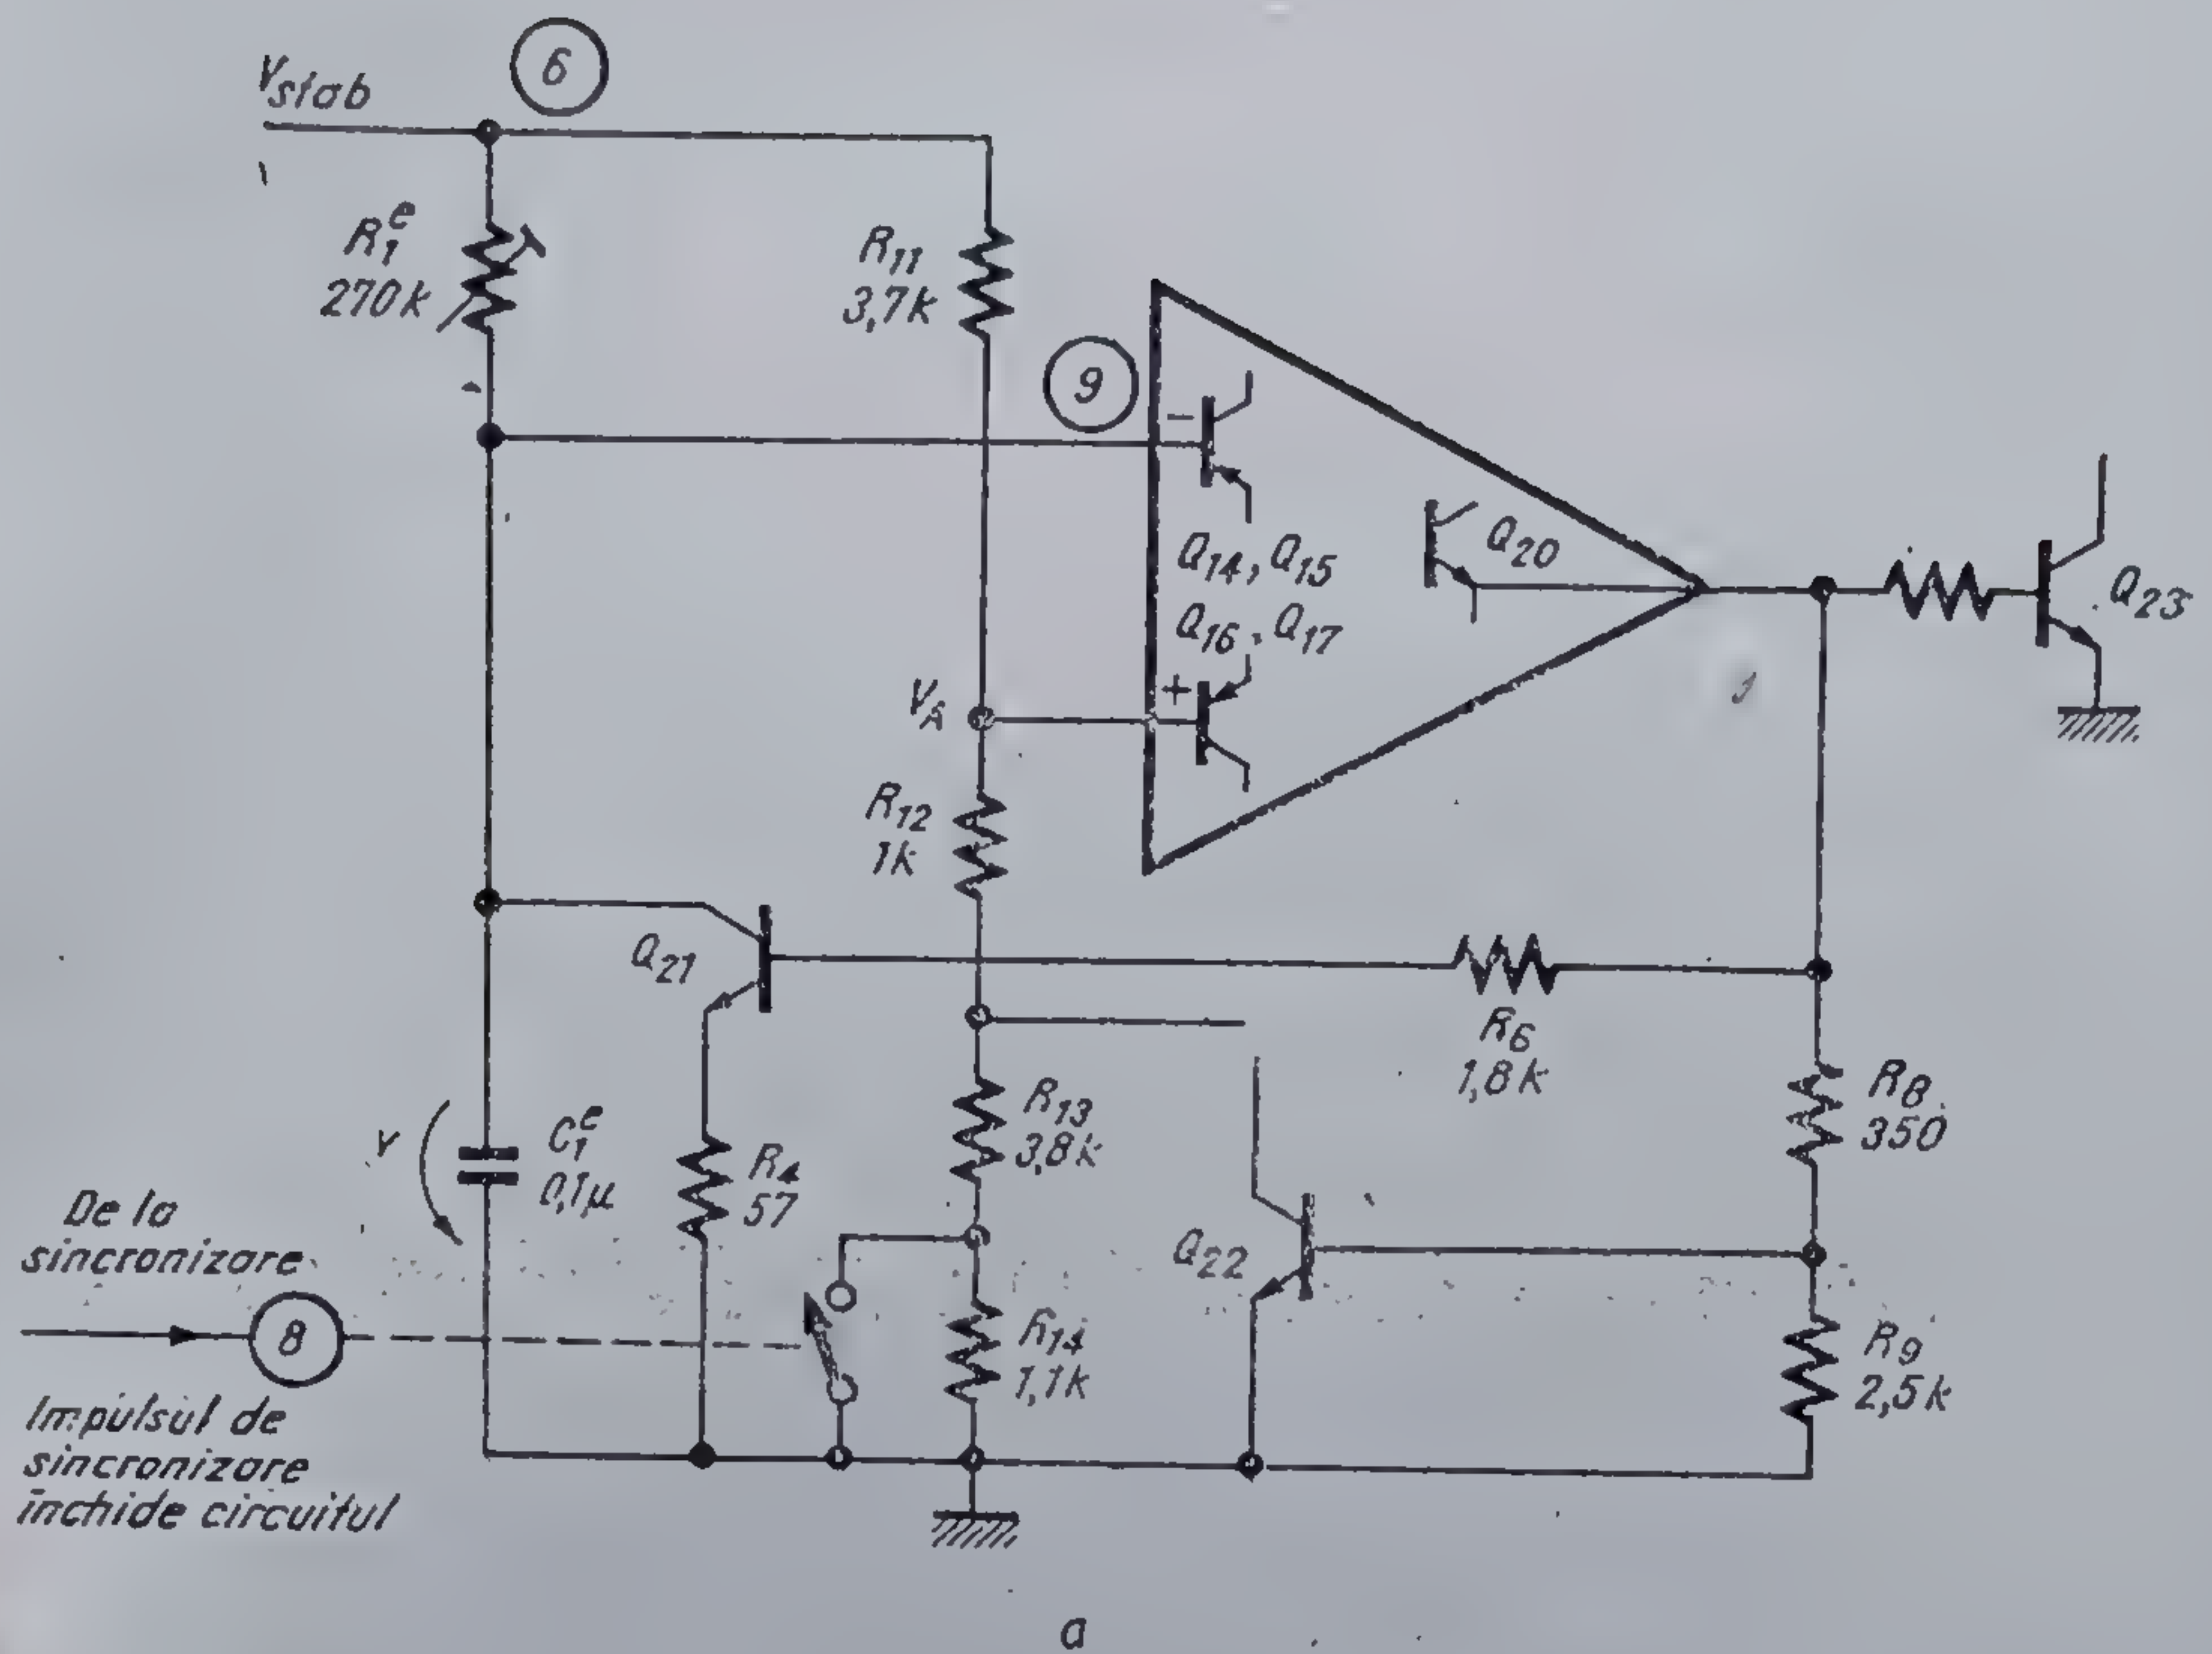 6
Vstab
R1e
270k
R11
3,7k
9
−
Q14, Q15
Q16, Q17
Q20
Q23
+
VA
R12
1k
Q21
R6
1,8k
R8
350
R13
3,8k
C1e
0,1µ
R4
57
De la
sincronizare
Q22
8
R14
1,1k
R9
2,5k
Impulsul de
sincronizare
închide circuitul
a